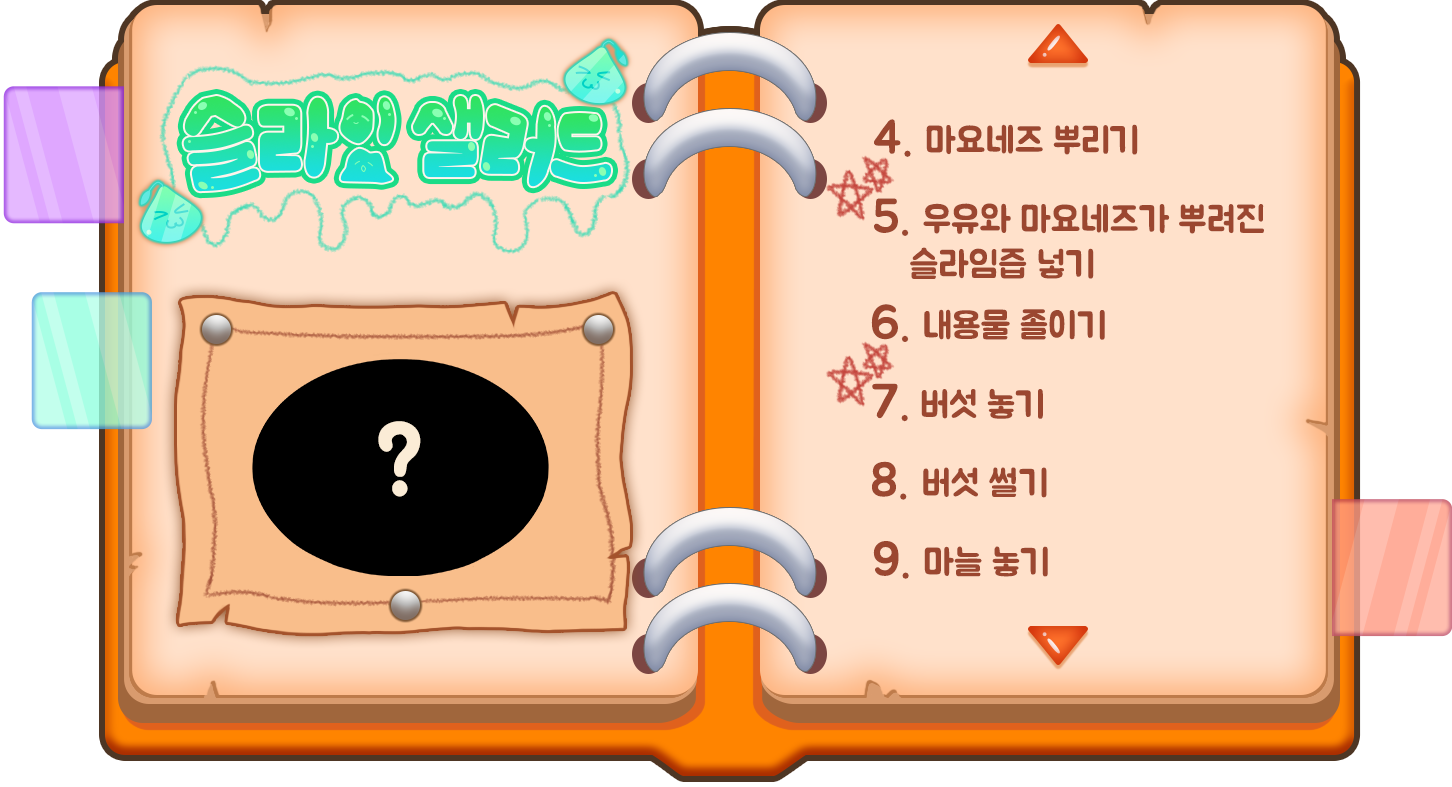 슬라임 샐러드
?
4. 마요네즈 뿌리기
5. 우유와 마요네즈가 뿌려진
슬라임즙 넣기
6. 내용물 졸이기
7. 버섯 놓기
8. 버섯 썰기
9. 마늘 놓기